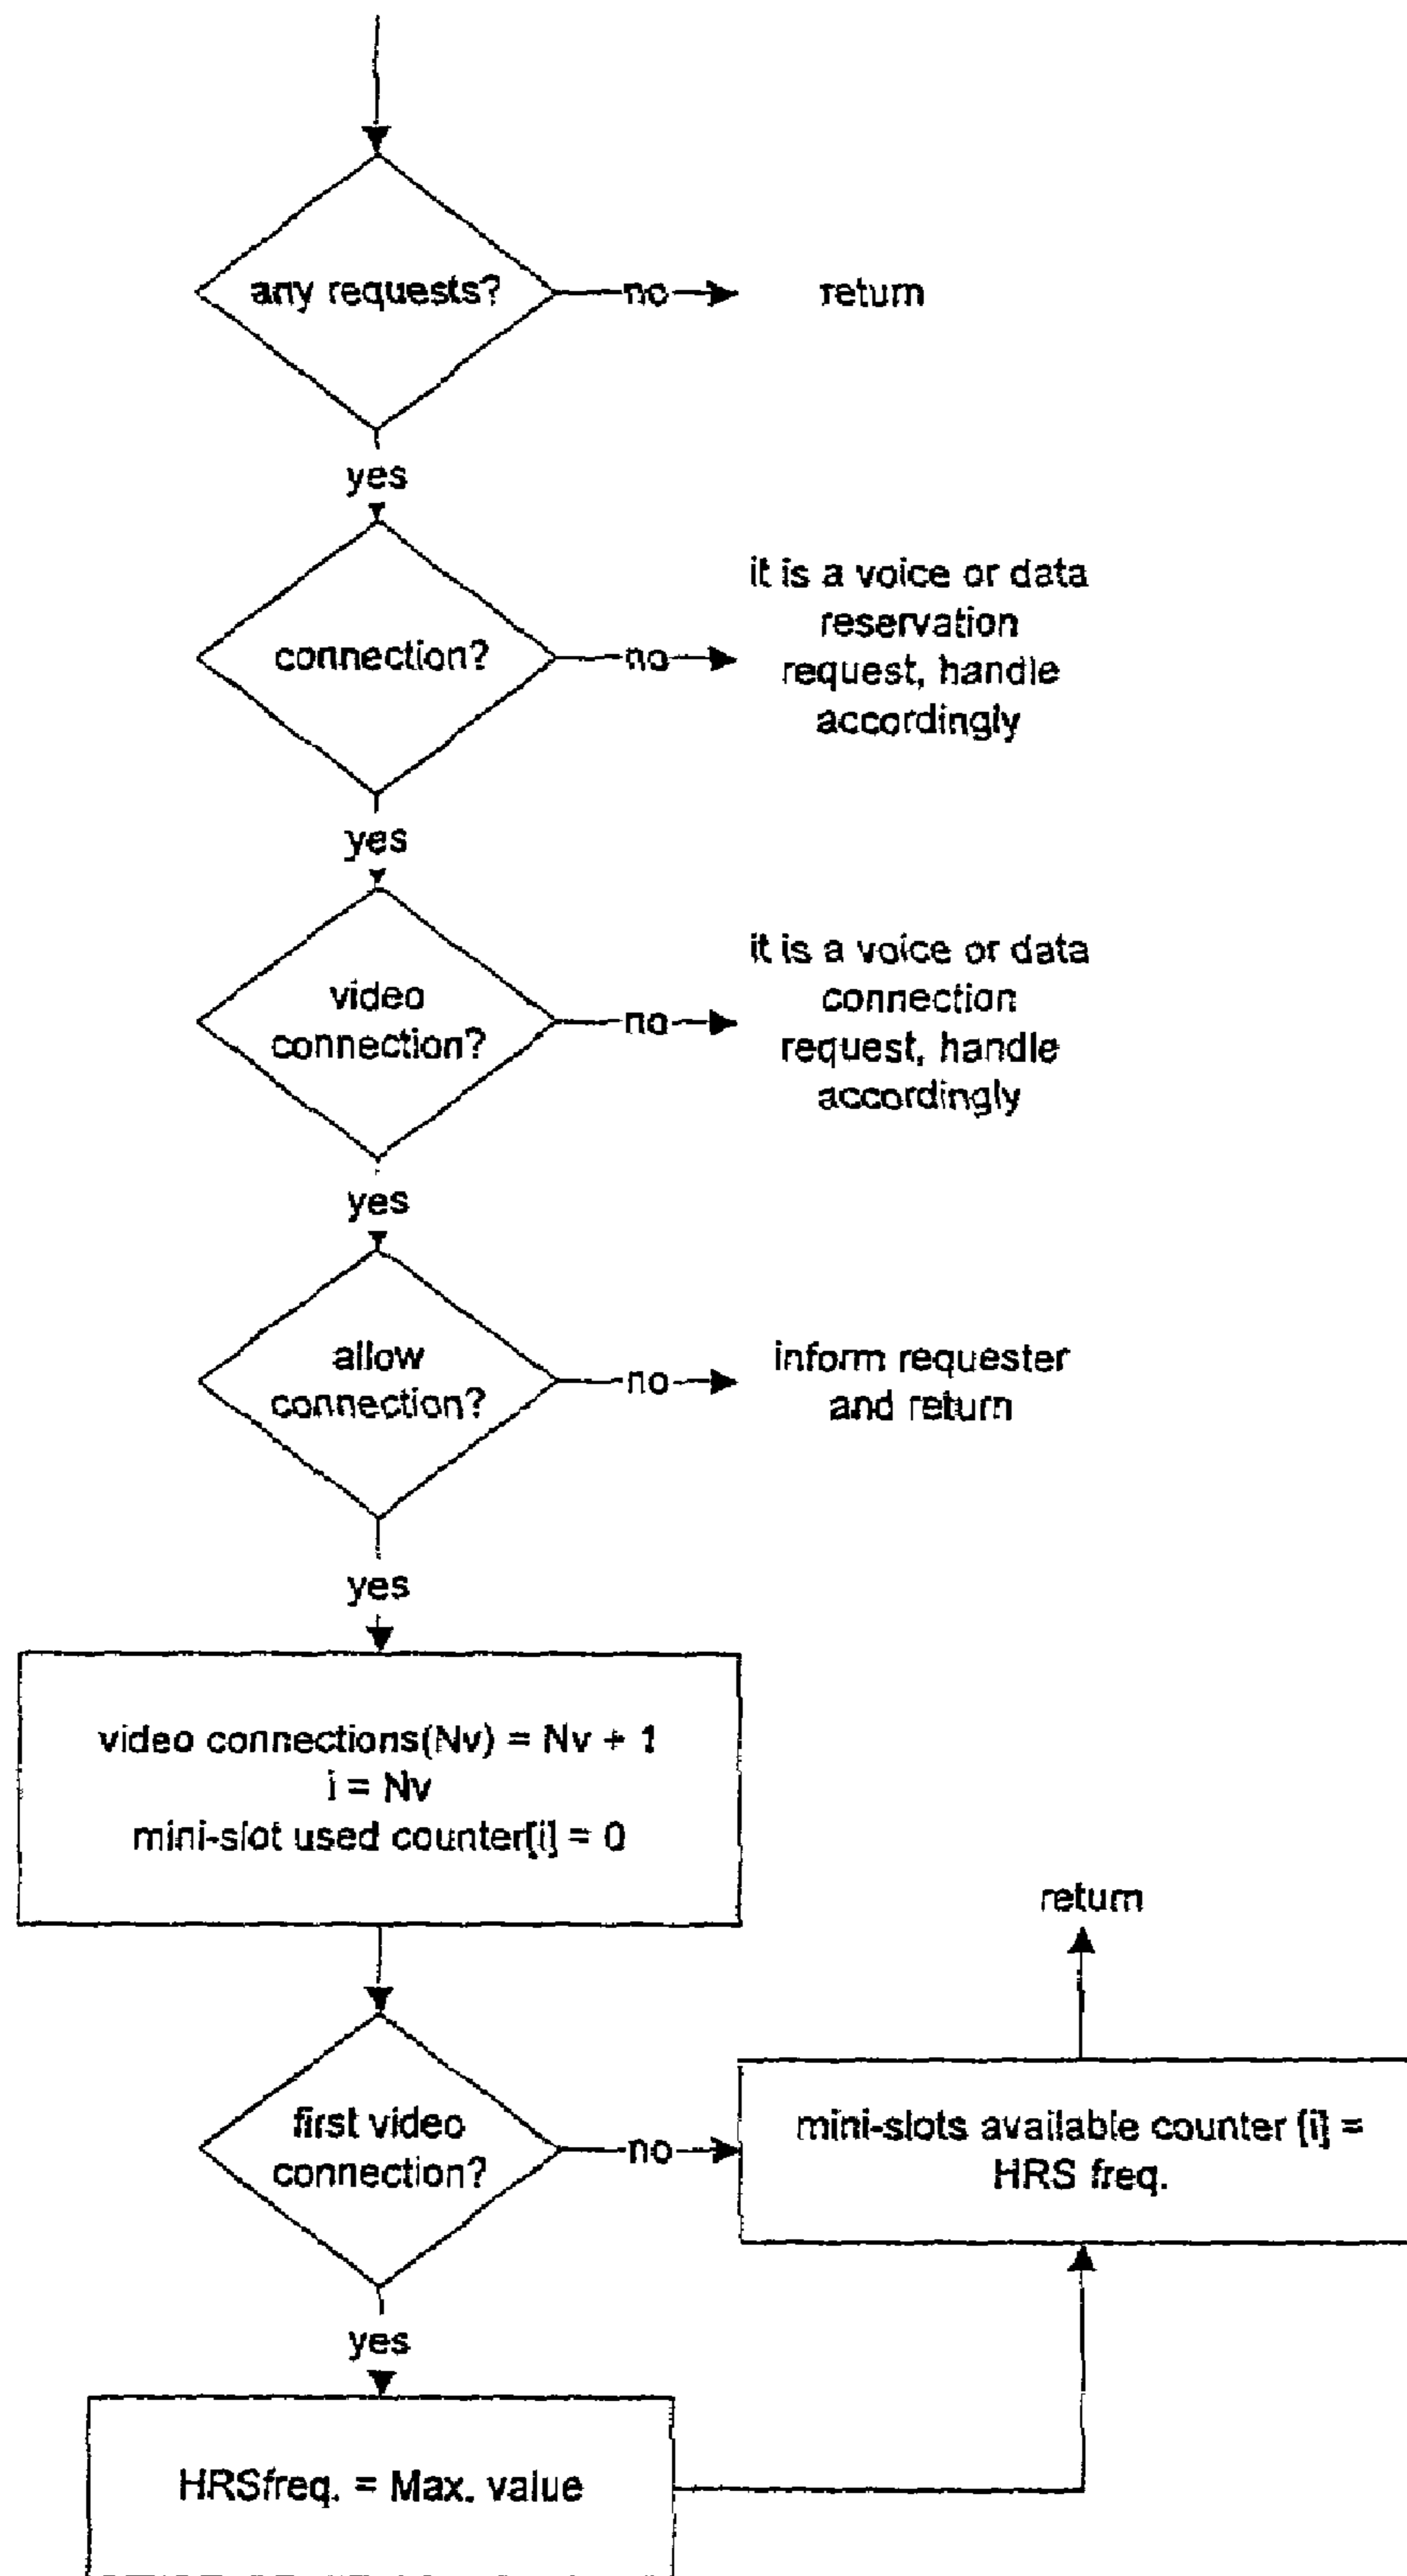 any requests?
no
return
yes
connection?
no
it is a voice or data
reservation
request, handle
accordingly
yes
video
connection?
no
it is a voice or data
connection
request, handle
accordingly
yes
allow
connection?
no
inform requester
and return
yes
video connections(Nv) = Nv + 1
i = Nv
mini-slot used counter[i] = 0
return
first video
connection?
no
mini-slots available counter [i] =
HRS freq.
yes
HRSfreq. = Max. value